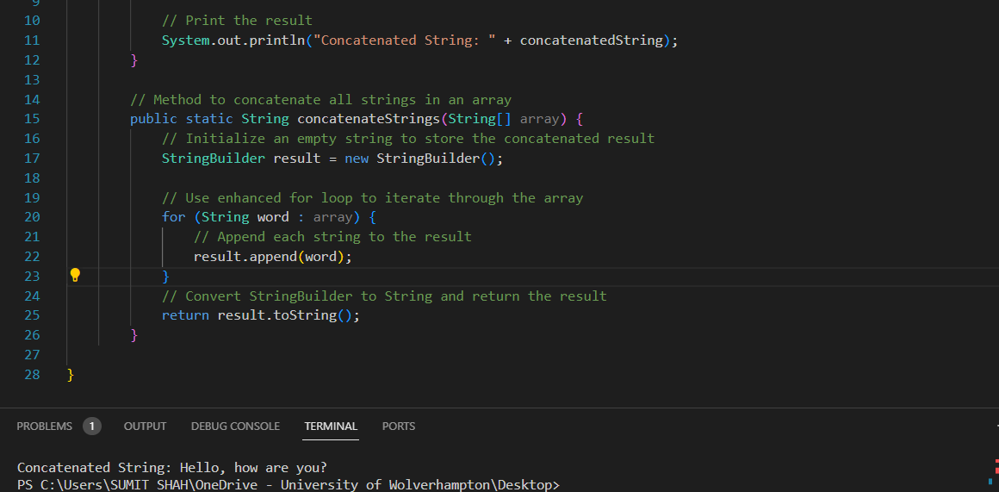 9
10 // Print the result
11 System.out.println("Concatenated String: " + concatenatedString);
12 }
13
14 // Method to concatenate all strings in an array
15 public static String concatenateStrings(String[] array) {
16 // Initialize an empty string to store the concatenated result
17 StringBuilder result = new StringBuilder();
18
19 // Use enhanced for loop to iterate through the array
20 for (String word : array) {
21 // Append each string to the result
22 result.append(word);
23 }
24 // Convert StringBuilder to String and return the result
25 return result.toString();
26 }
27
28 }
PROBLEMS 1 OUTPUT DEBUG CONSOLE TERMINAL PORTS
Concatenated String: Hello, how are you?
PS C:\Users\SUMIT SHAH\OneDrive - University of Wolverhampton\Desktop>